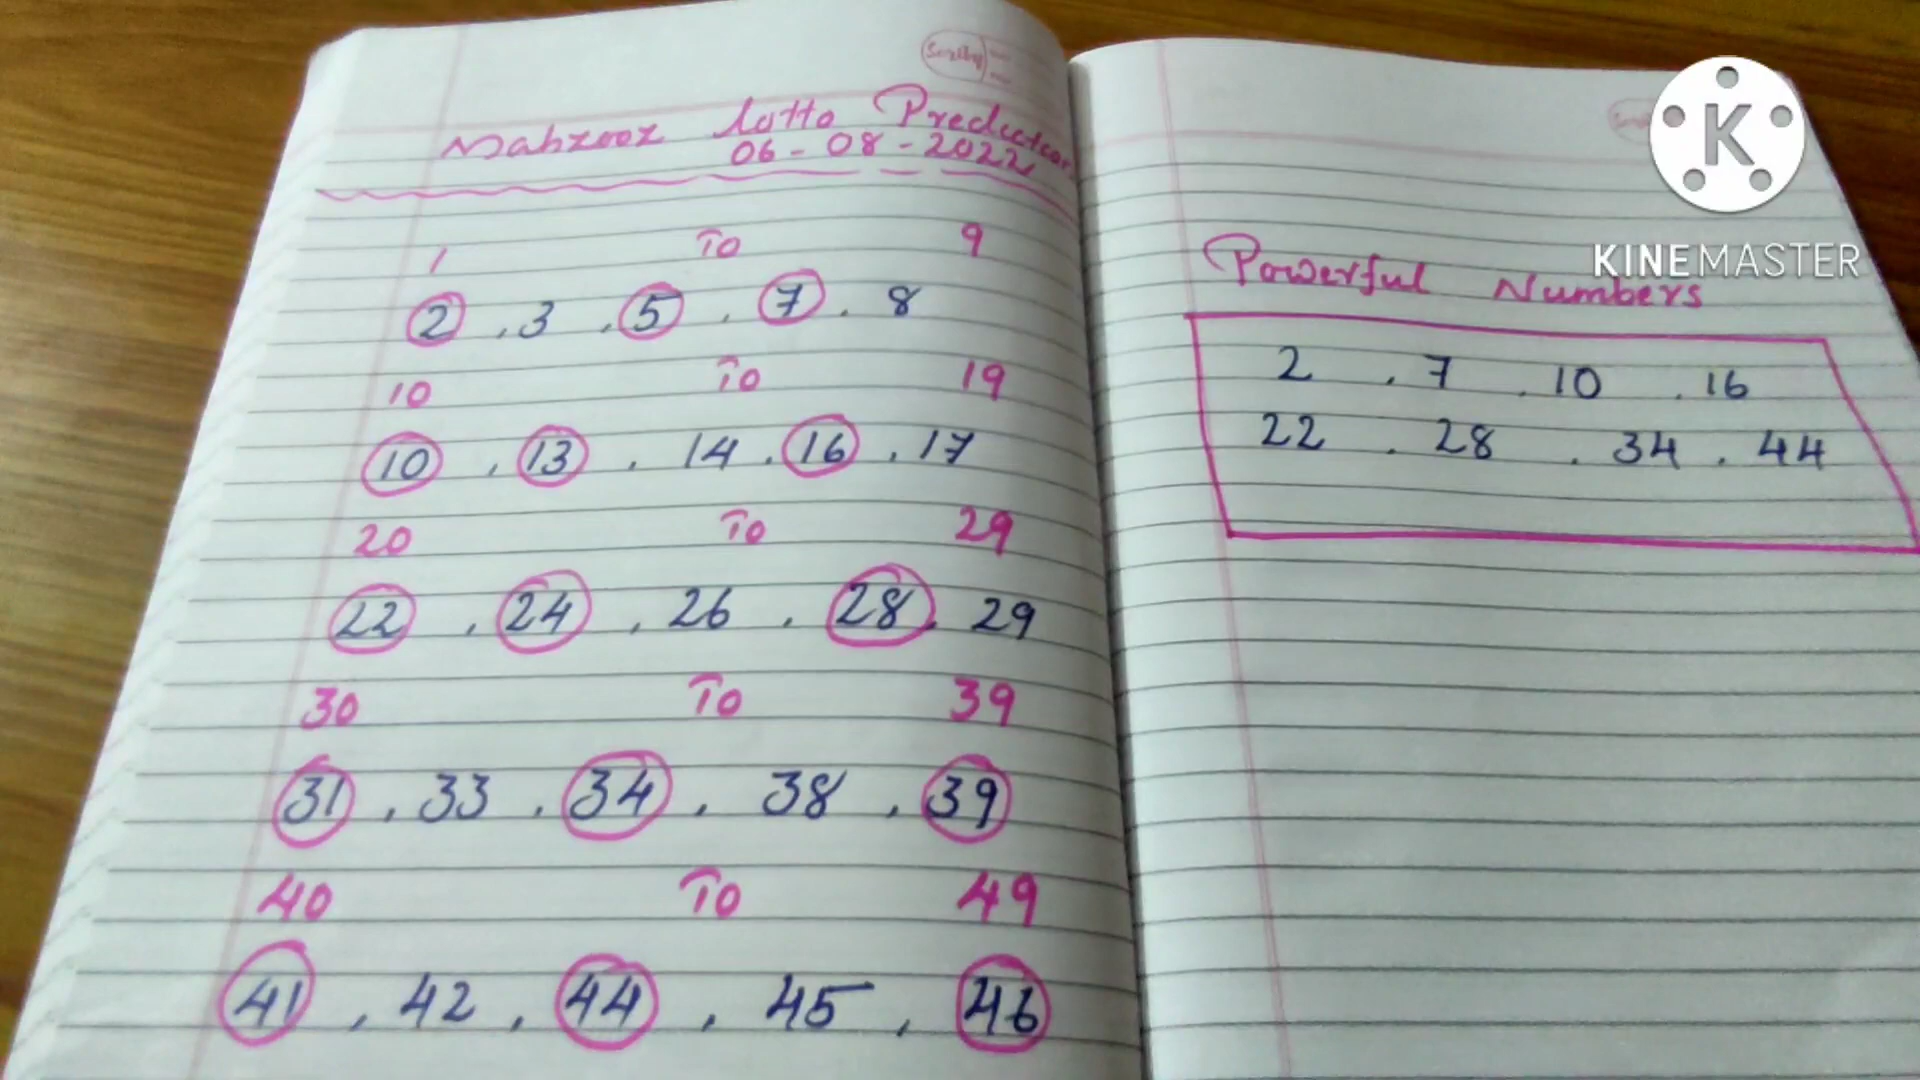 Mahzooz lotto Prediction
06-08-2022
1 To 9
2 . 3 . 5 . 7 . 8
10 To 19
10 . 13 . 14 . 16 . 17
20 To 29
22 . 24 . 26 . 28 . 29
30 To 39
31 . 33 . 34 . 38 . 39
40 To 49
41 . 42 . 44 . 45 . 46
K
KINEMASTER
Powerful Numbers
2 . 7 . 10 . 16
22 . 28 . 34 . 44